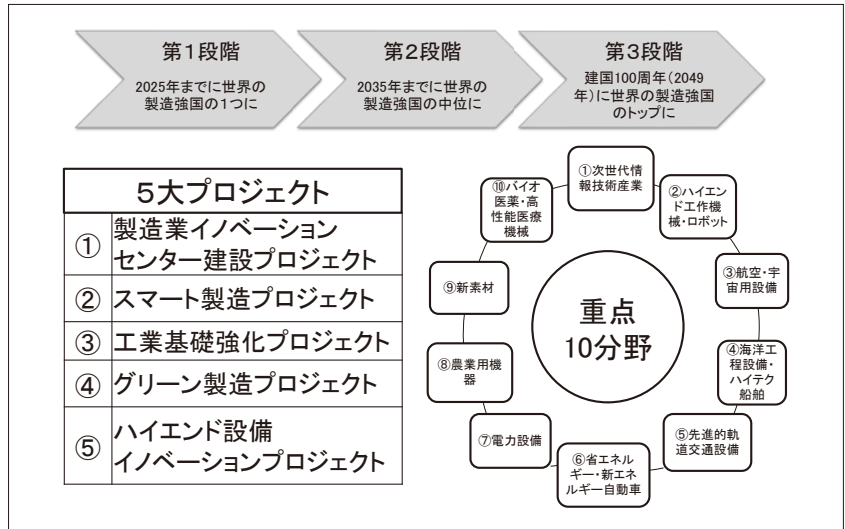 第1段階
2025年までに世界の
製造強国の1つに
第2段階
2035年までに世界の
製造強国の中位に
第3段階
建国100周年(2049
年)に世界の製造強国
のトップに
5大プロジェクト
① 製造業イノベーション
センター建設プロジェクト
② スマート製造プロジェクト
③ 工業基礎強化プロジェクト
④ グリーン製造プロジェクト
⑤ ハイエンド設備
イノベーションプロジェクト
重点
10分野
①次世代情
報技術産業
②ハイエン
ド工作機
械・ロボット
③航空・宇
宙用設備
④海洋工
程設備・
ハイテク
船舶
⑤先進的軌
道交通設備
⑥省エネル
ギー・新エネ
ルギー自動車
⑦電力設備
⑧農業用機
器
⑨新素材
⑩バイオ
医薬・高
性能医療
機械